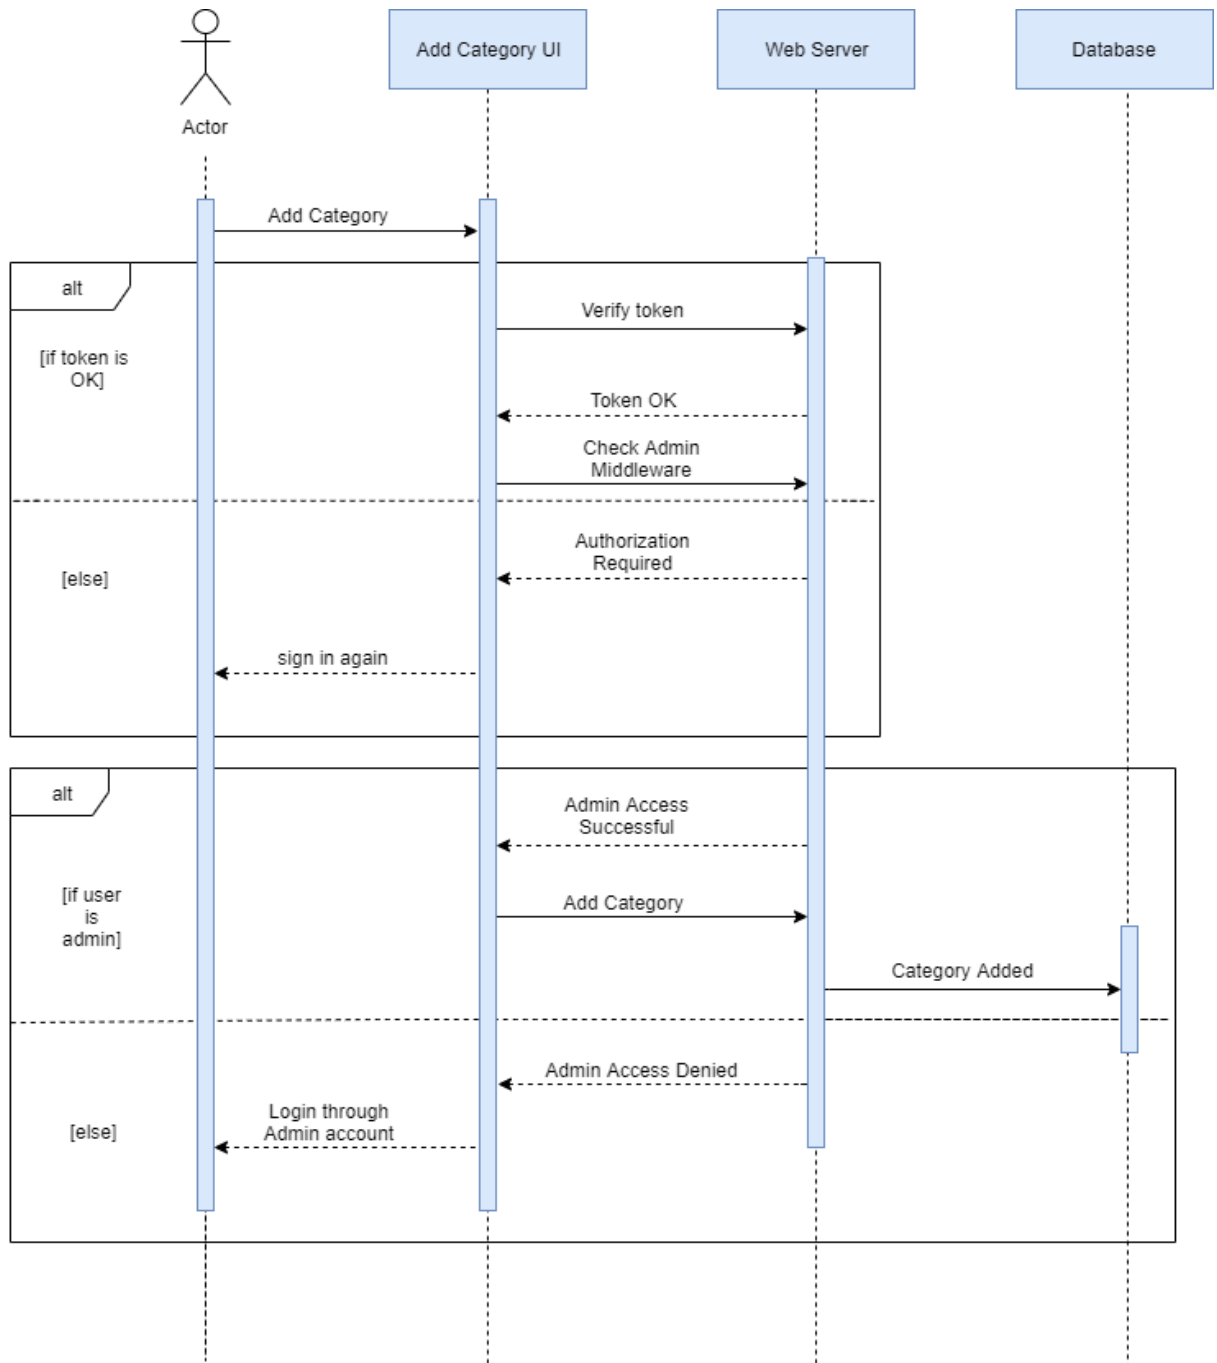 Actor
Add Category UI
Web Server
Database
Add Category
alt
Verify token
[if token is
OK]
Token OK
Check Admin
Middleware
Authorization
Required
[else]
sign in again
alt
Admin Access
Successful
[if user
is
admin]
Add Category
Category Added
Admin Access Denied
Login through
Admin account
[else]